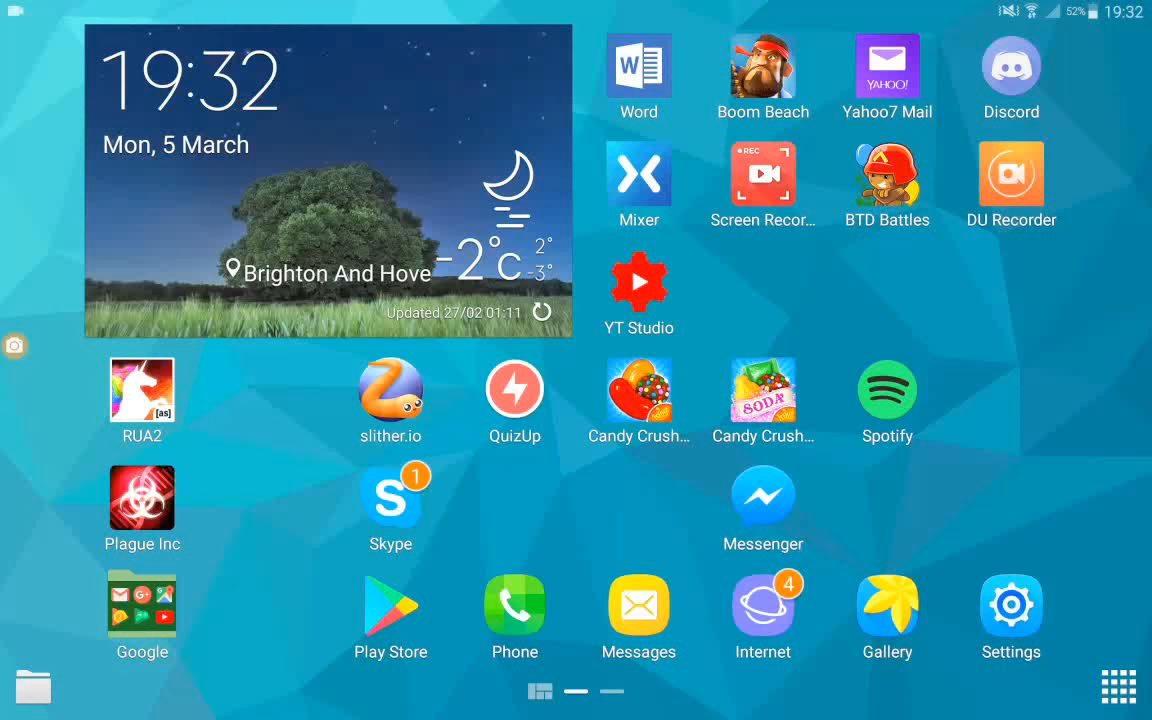 52% 19:32
19:32
Mon, 5 March
-2°c 2°
-3°
Brighton And Hove
Updated 27/02 01:11
W
Word
Boom Beach
YAHOO!
Yahoo7 Mail
Discord
Mixer
REC
Screen Recor...
BTD Battles
DU Recorder
YT Studio
[as]
RUA2
slither.io
QuizUp
Candy Crush...
SODA
Candy Crush...
Spotify
Plague Inc
S 1
Skype
Messenger
G+
Google
Play Store
Phone
Messages
4
Internet
Gallery
Settings